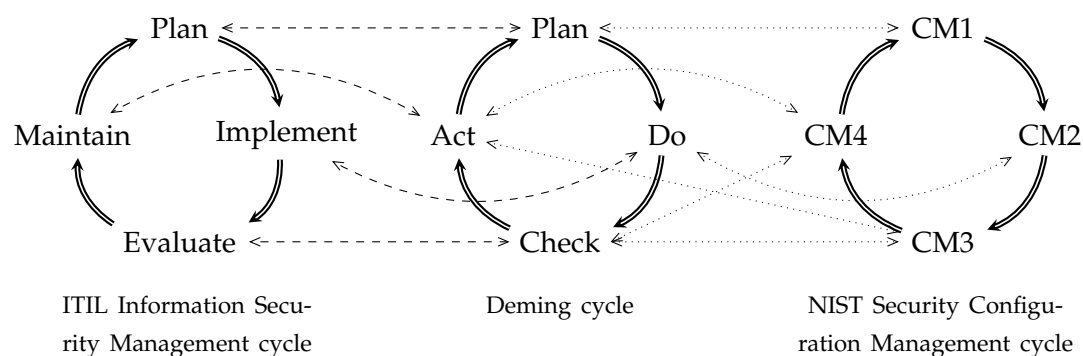 Plan Plan CM1
Maintain Implement Act Do CM4 CM2
Evaluate Check CM3
ITIL Information Secu- Deming cycle NIST Security Configu-
rity Management cycle ration Management cycle